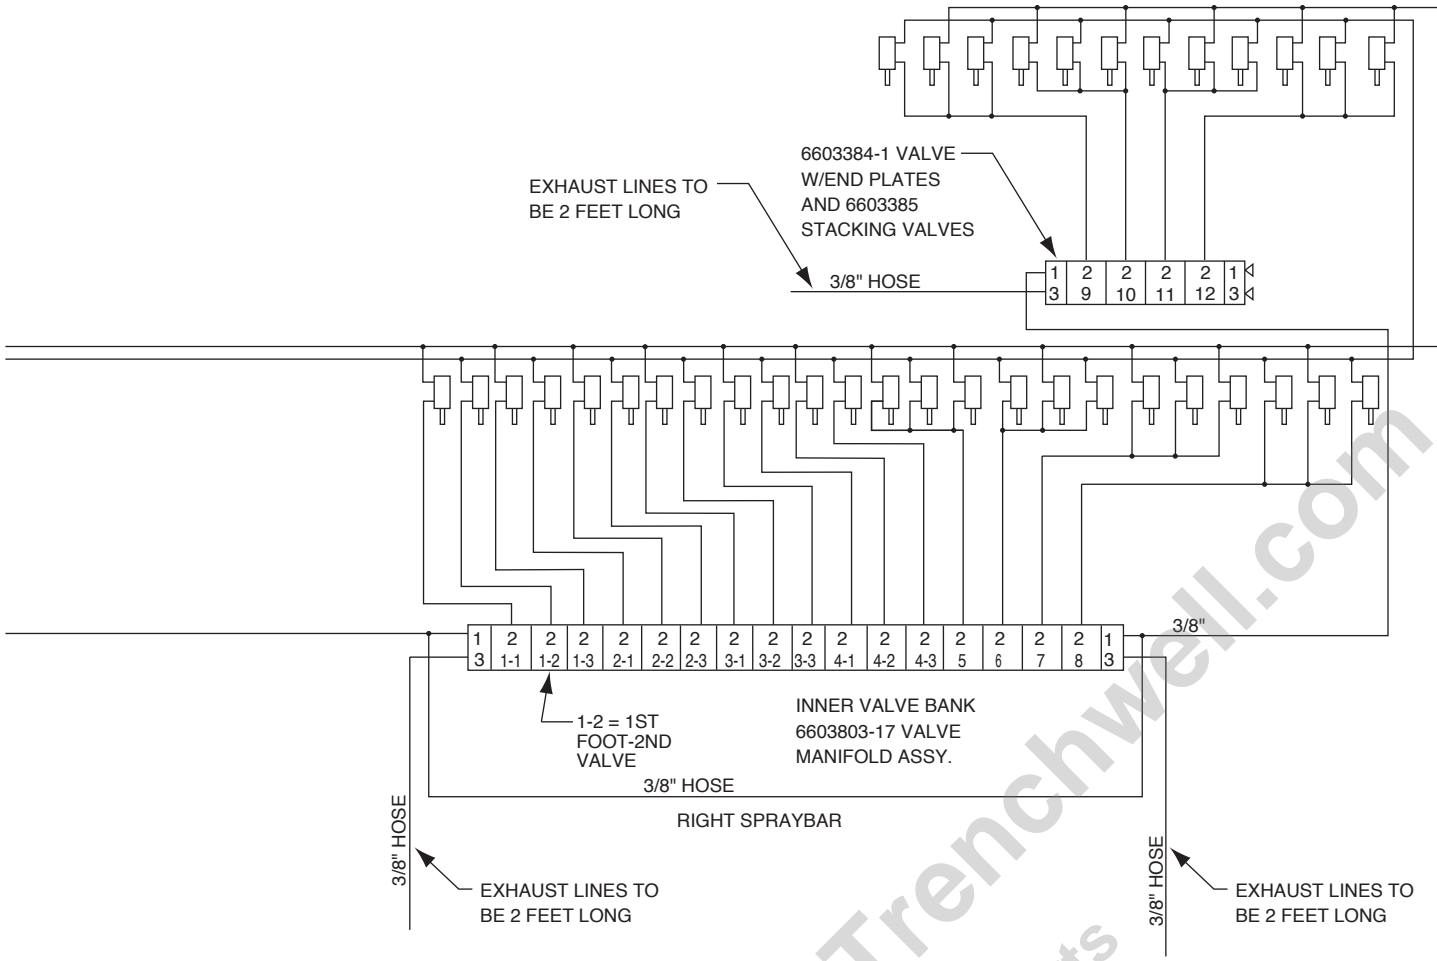 6603384-1 VALVE
W/END PLATES
AND 6603385
STACKING VALVES
EXHAUST LINES TO
BE 2 FEET LONG
3/8" HOSE
1 2 2 2 2 1
3 9 10 11 12 3
3/8"
1 2 2 2 2 2 2 2 2 2 2 2 2 2 2 2 2 1
3 1-1 1-2 1-3 2-1 2-2 2-3 3-1 3-2 3-3 4-1 4-2 4-3 5 6 7 8 3
1-2 = 1ST
FOOT-2ND
VALVE
INNER VALVE BANK
6603803-17 VALVE
MANIFOLD ASSY.
3/8" HOSE
RIGHT SPRAYBAR
3/8" HOSE
EXHAUST LINES TO
BE 2 FEET LONG
3/8" HOSE
EXHAUST LINES TO
BE 2 FEET LONG
Trenchwell.com